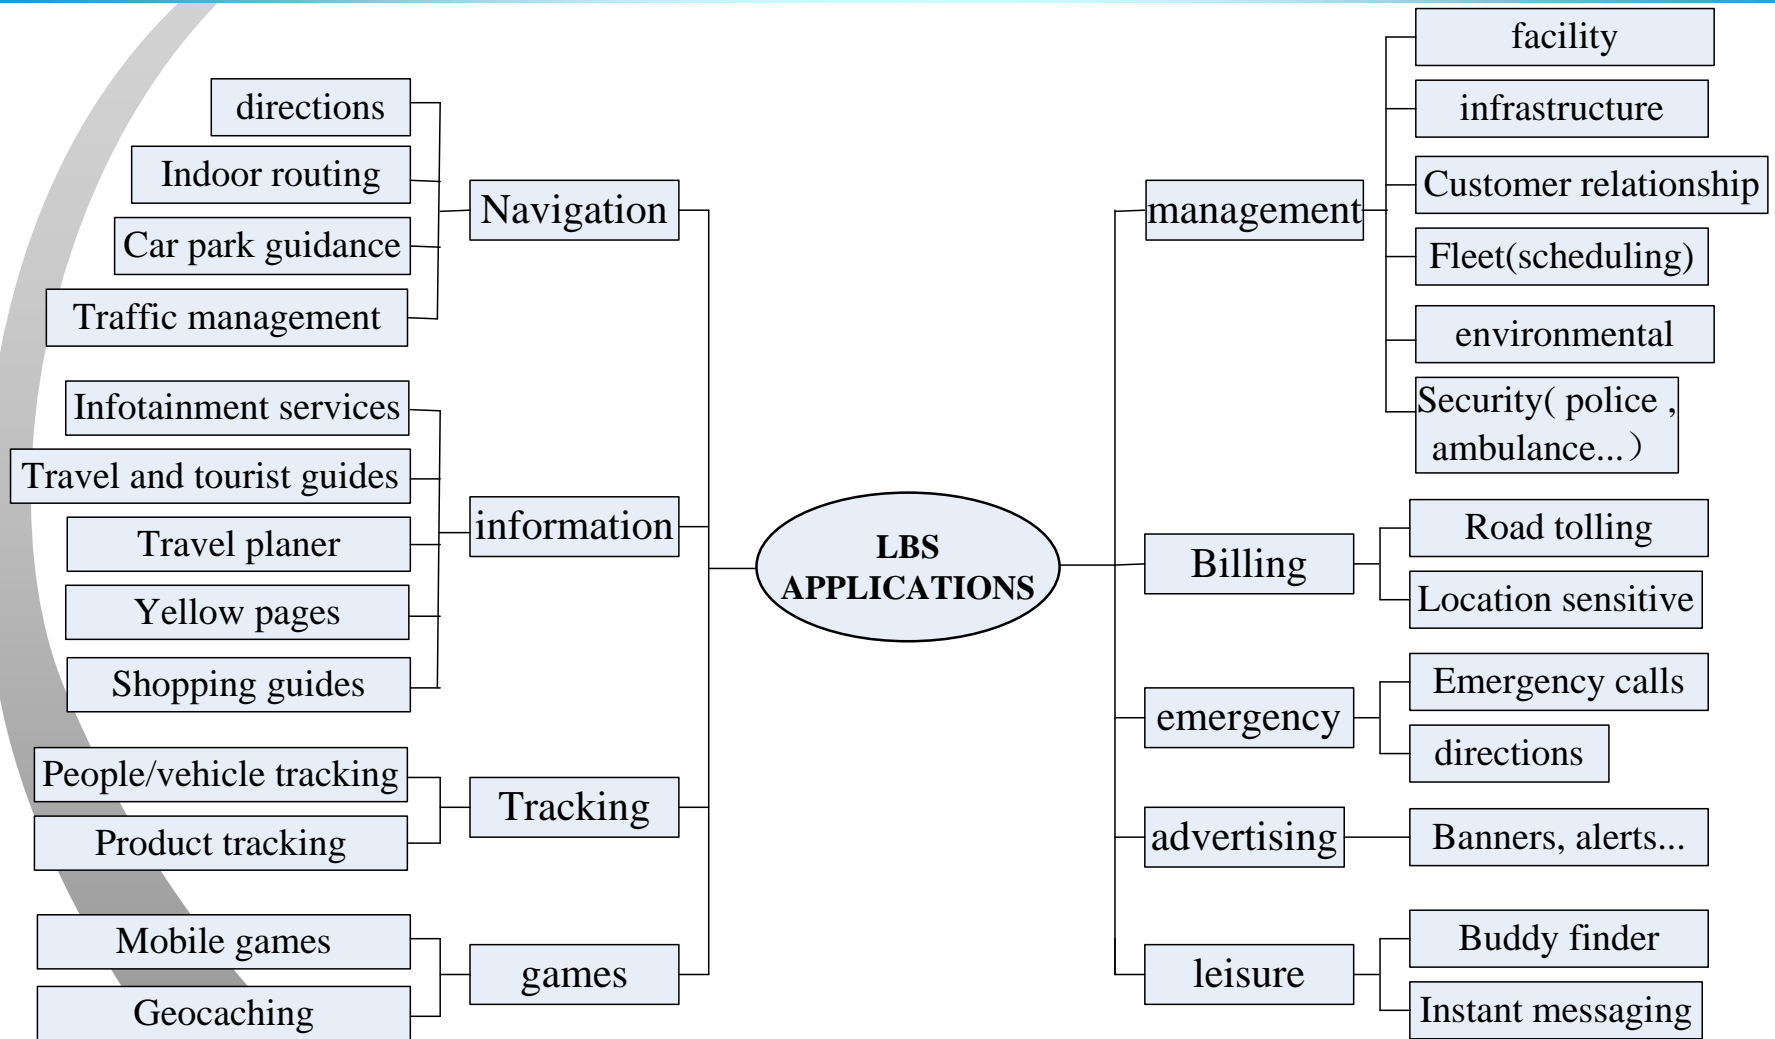 directions
Indoor routing
Car park guidance
Traffic management
Navigation
Infotainment services
Travel and tourist guides
Travel planer
Yellow pages
Shopping guides
information
People/vehicle tracking
Product tracking
Tracking
Mobile games
Geocaching
games
LBS
APPLICATIONS
management
facility
infrastructure
Customer relationship
Fleet(scheduling)
environmental
Security( police ,
ambulance...）
Billing
Road tolling
Location sensitive
emergency
Emergency calls
directions
advertising
Banners, alerts...
leisure
Buddy finder
Instant messaging